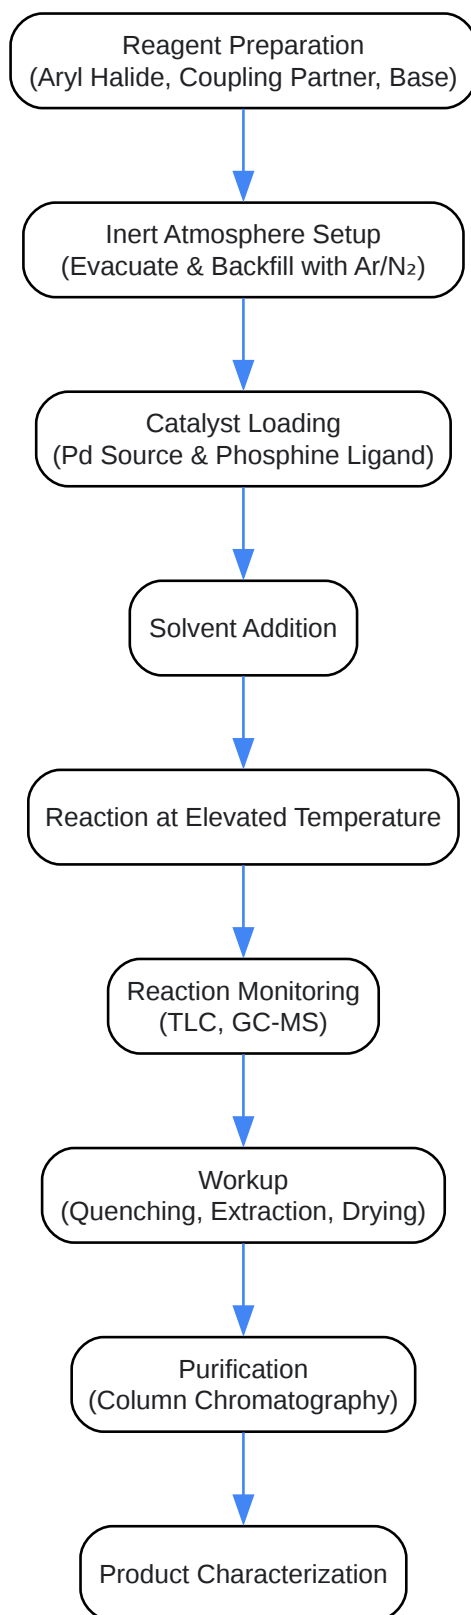 Reagent Preparation
(Aryl Halide, Coupling Partner, Base)
Inert Atmosphere Setup
(Evacuate & Backfill with Ar/N₂)
Catalyst Loading
(Pd Source & Phosphine Ligand)
Solvent Addition
Reaction at Elevated Temperature
Reaction Monitoring
(TLC, GC-MS)
Workup
(Quenching, Extraction, Drying)
Purification
(Column Chromatography)
Product Characterization